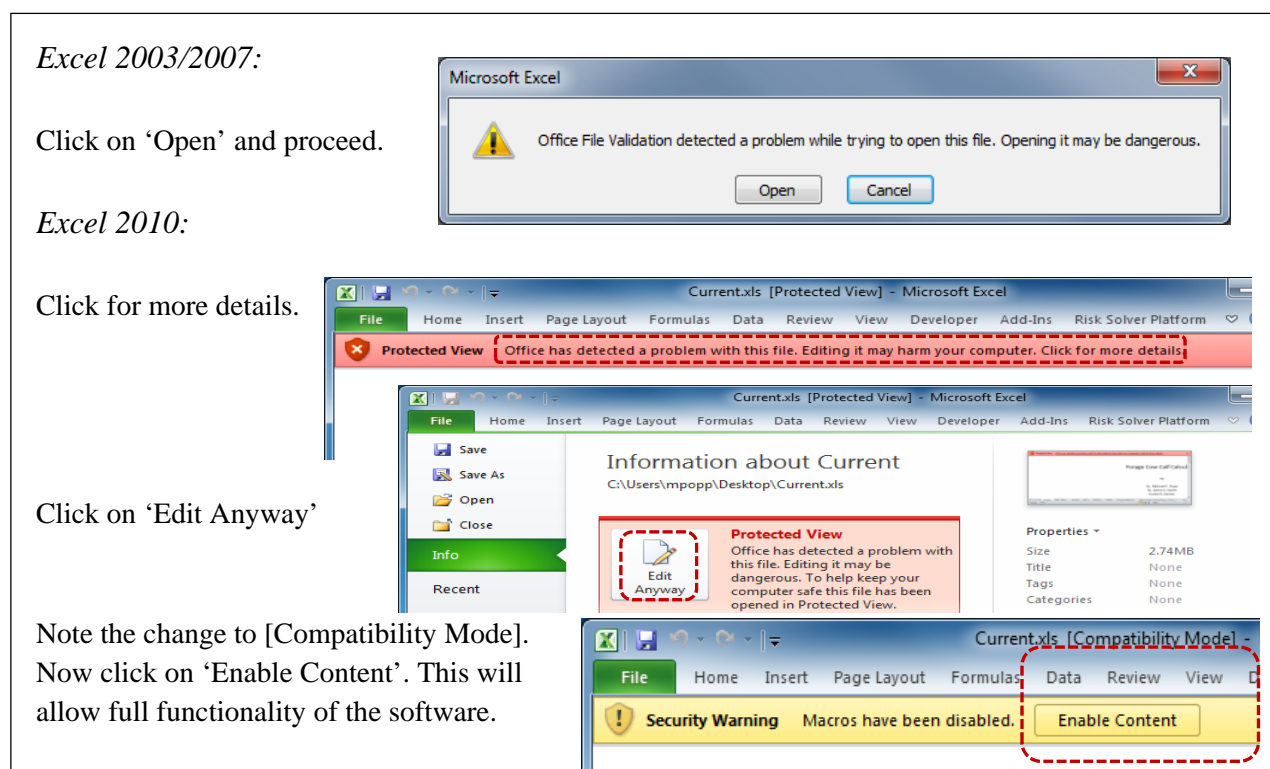 Excel 2003/2007:
Microsoft Excel
Click on ‘Open’ and proceed.
Office File Validation detected a problem while trying to open this file. Opening it may be dangerous.
Open Cancel
Excel 2010:
Click for more details.
Current.xls [Protected View] - Microsoft Excel
File Home Insert Page Layout Formulas Data Review View Developer Add-Ins Risk Solver Platform
Protected View Office has detected a problem with this file. Editing it may harm your computer. Click for more details.
Current.xls [Protected View] - Microsoft Excel
File Home Insert Page Layout Formulas Data Review View Developer Add-Ins Risk Solver Platform
Save
Save As
Open
Close
Info
Recent
Information about Current
C:\Users\mpopp\Desktop\Current.xls
Click on ‘Edit Anyway’
Edit
Anyway
Protected View
Office has detected a problem with
this file. Editing it may be
dangerous. To help keep your
computer safe this file has been
opened in Protected View.
Properties
Size 2.74MB
Title None
Tags None
Categories None
Note the change to [Compatibility Mode].
Now click on ‘Enable Content’. This will
allow full functionality of the software.
Current.xls [Compatibility Mode] -
File Home Insert Page Layout Formulas Data Review View D
Security Warning Macros have been disabled. Enable Content